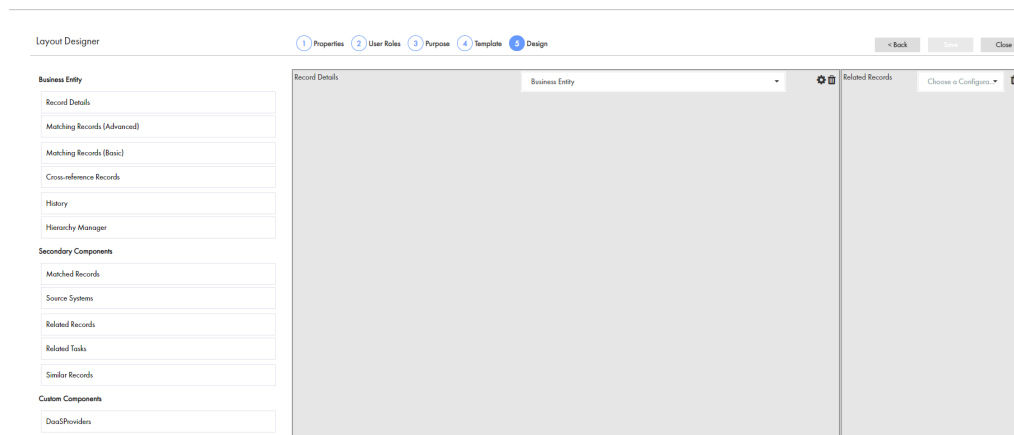 Layout Designer
1 Properties 2 User Roles 3 Purpose 4 Template 5 Design
< Back Save Close
Business Entity
Record Details
Matching Records (Advanced)
Matching Records (Basic)
Cross-reference Records
History
Hierarchy Manager
Secondary Components
Matched Records
Source Systems
Related Records
Related Tasks
Similar Records
Custom Components
DaaSProviders
Record Details
Business Entity
Related Records
Choose a Configura..